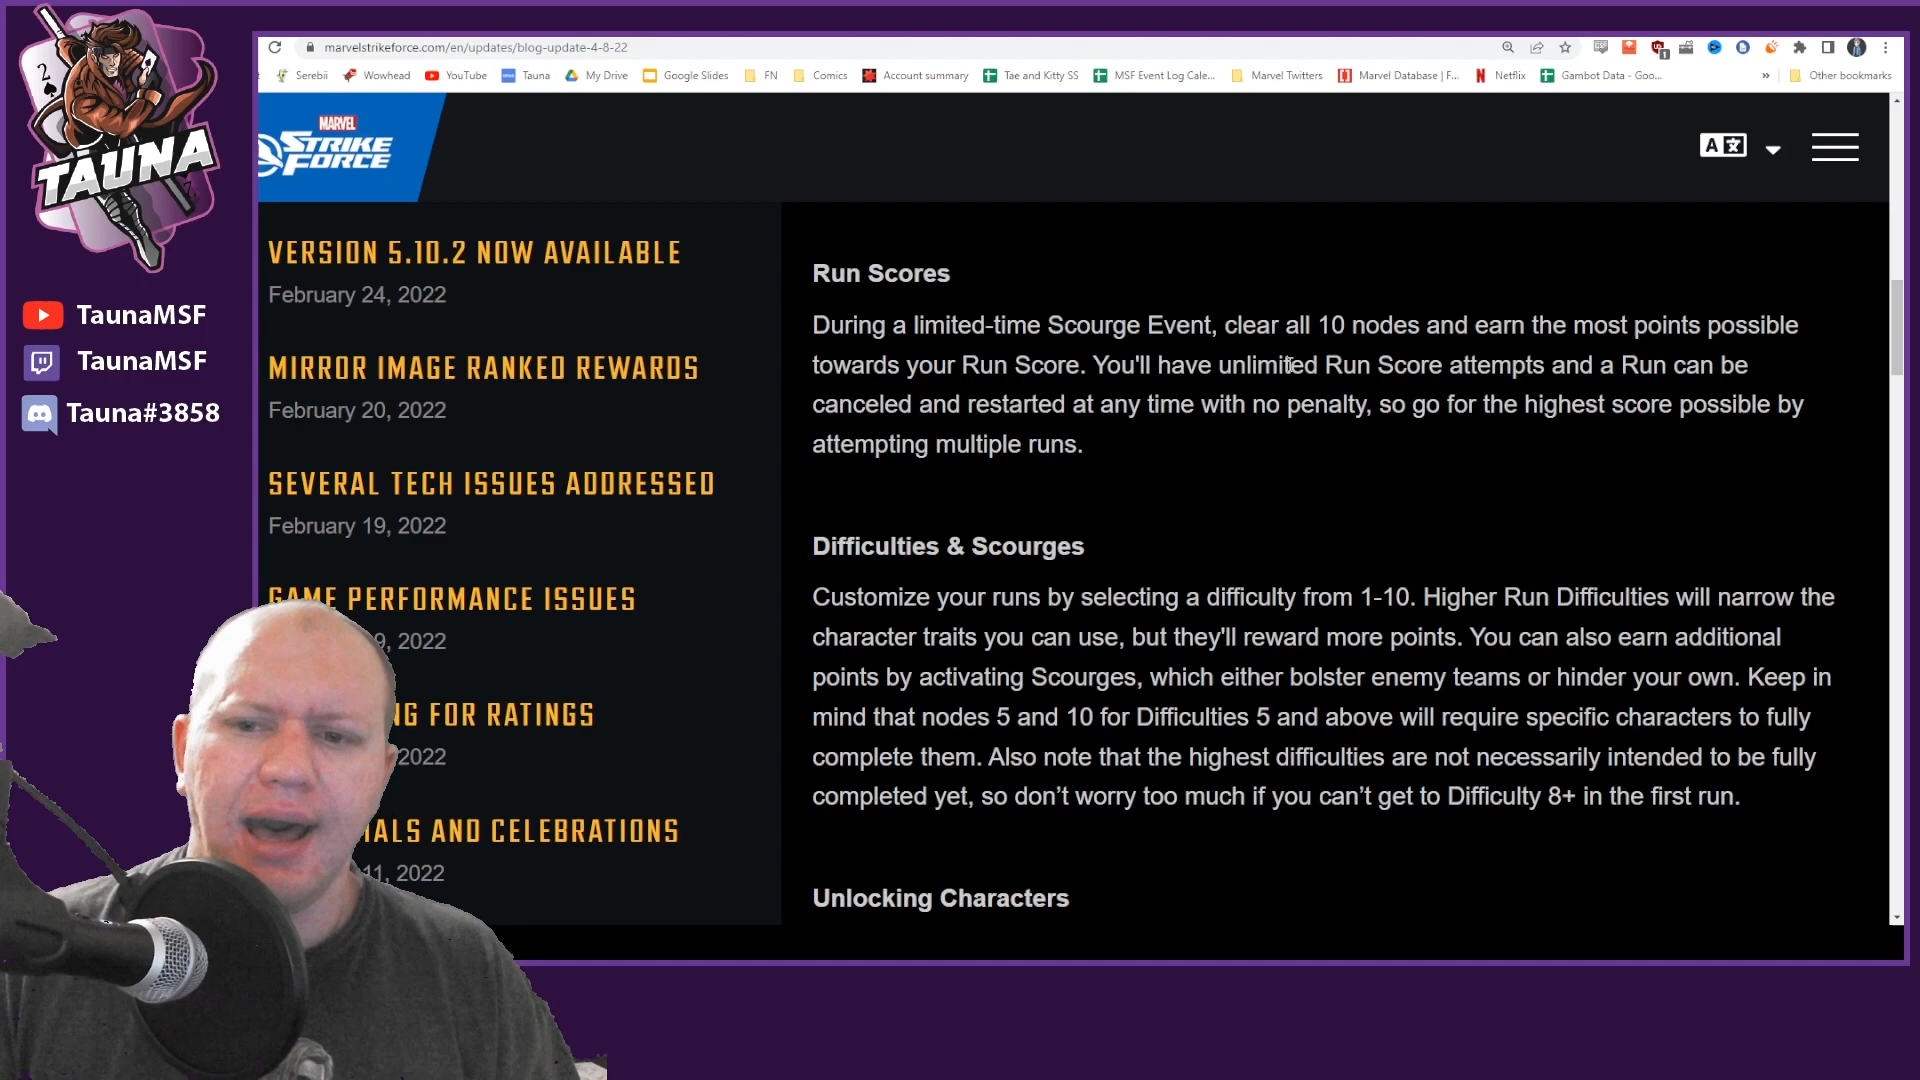 2
TAUNA
TaunaMSF
TaunaMSF
Tauna#3858
marvelstrikeforce.com/en/updates/blog-update-4-8-22
Serebii Wowhead YouTube Tauna My Drive Google Slides FN Comics Account summary Tae and Kitty SS MSF Event Log Cale... Marvel Twitters Marvel Database | F... Netflix Gambot Data - Goo... » Other bookmarks
MARVEL
STRIKE
FORCE
A文
VERSION 5.10.2 NOW AVAILABLE
February 24, 2022
MIRROR IMAGE RANKED REWARDS
February 20, 2022
SEVERAL TECH ISSUES ADDRESSED
February 19, 2022
GAME PERFORMANCE ISSUES
9, 2022
NG FOR RATINGS
2022
IALS AND CELEBRATIONS
11, 2022
Run Scores
During a limited-time Scourge Event, clear all 10 nodes and earn the most points possible
towards your Run Score. You'll have unlimited Run Score attempts and a Run can be
canceled and restarted at any time with no penalty, so go for the highest score possible by
attempting multiple runs.
Difficulties & Scourges
Customize your runs by selecting a difficulty from 1-10. Higher Run Difficulties will narrow the
character traits you can use, but they'll reward more points. You can also earn additional
points by activating Scourges, which either bolster enemy teams or hinder your own. Keep in
mind that nodes 5 and 10 for Difficulties 5 and above will require specific characters to fully
complete them. Also note that the highest difficulties are not necessarily intended to be fully
completed yet, so don’t worry too much if you can’t get to Difficulty 8+ in the first run.
Unlocking Characters